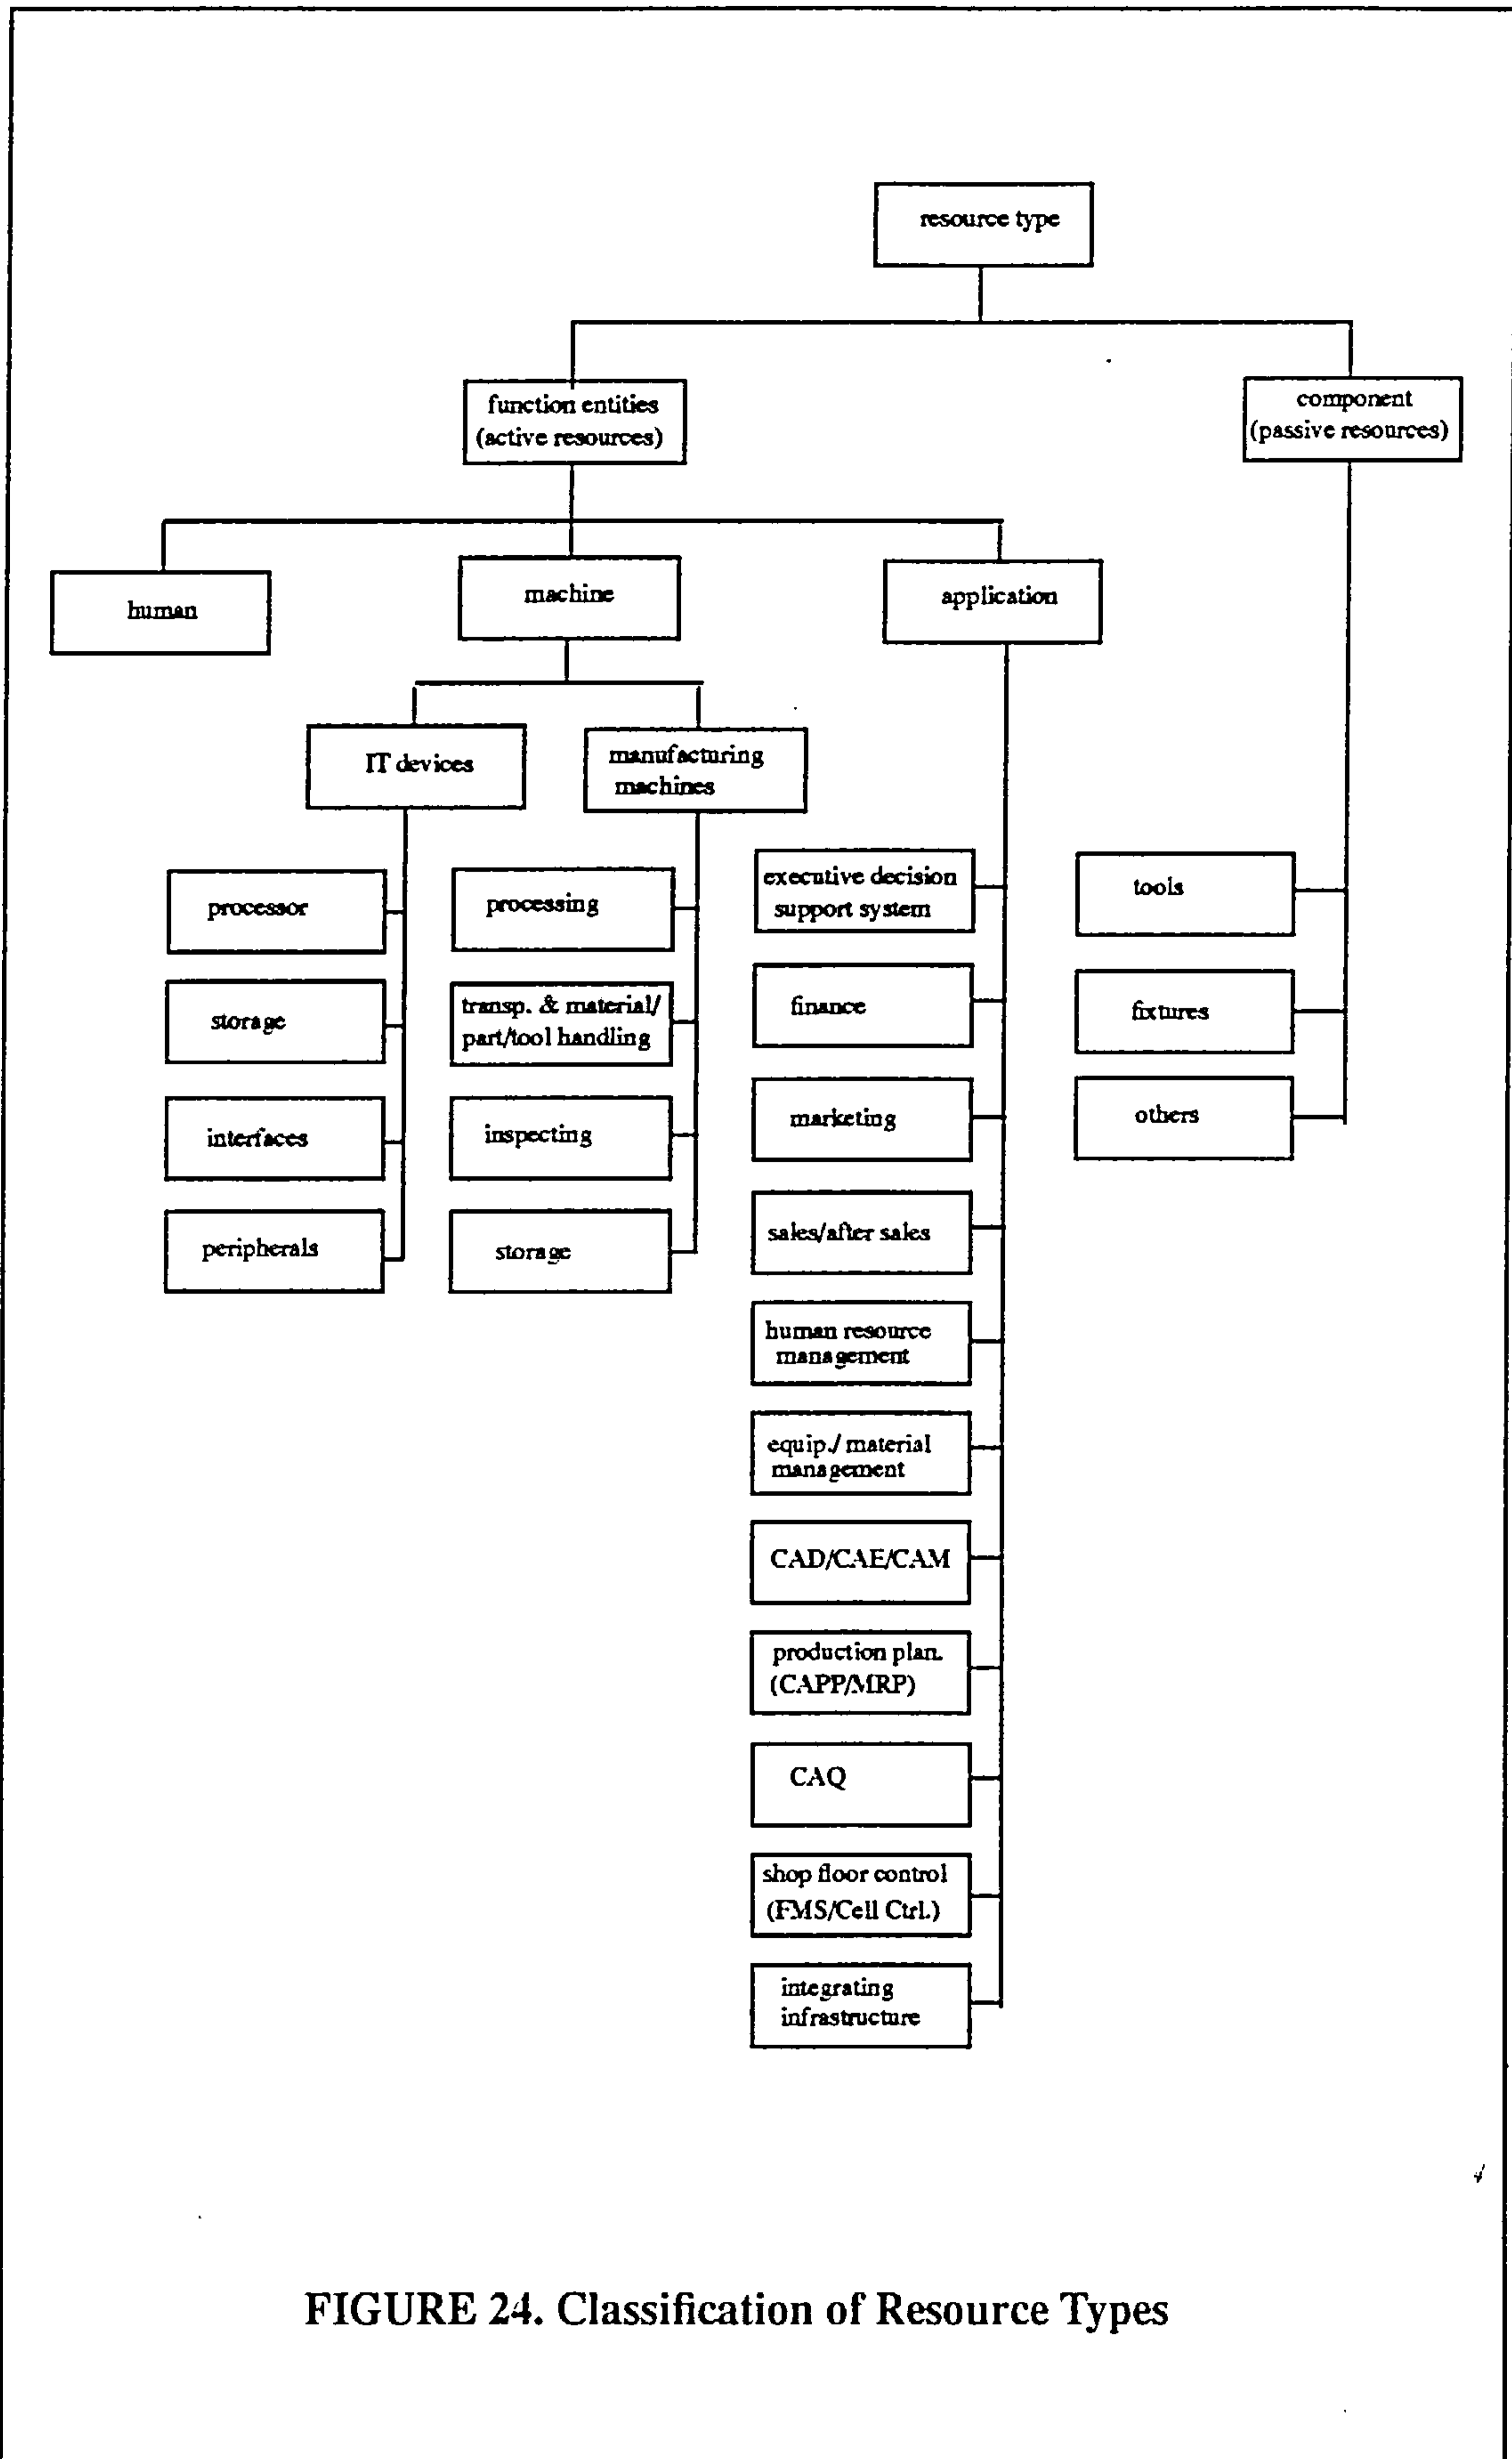 resource type
function entities
(active resources)
component
(passive resources)
human
machine
application
IT devices
manufacturing
machines
processor
storage
interfaces
peripherals
processing
transp. & material/
part/tool handling
inspecting
storage
executive decision
support system
finance
marketing
sales/after sales
human resource
management
equip./ material
management
CAD/CAE/CAM
production plan.
(CAPP/MRP)
CAQ
shop floor control
(FMS/Cell Ctrl.)
integrating
infrastructure
tools
fixtures
others
FIGURE 24. Classification of Resource Types